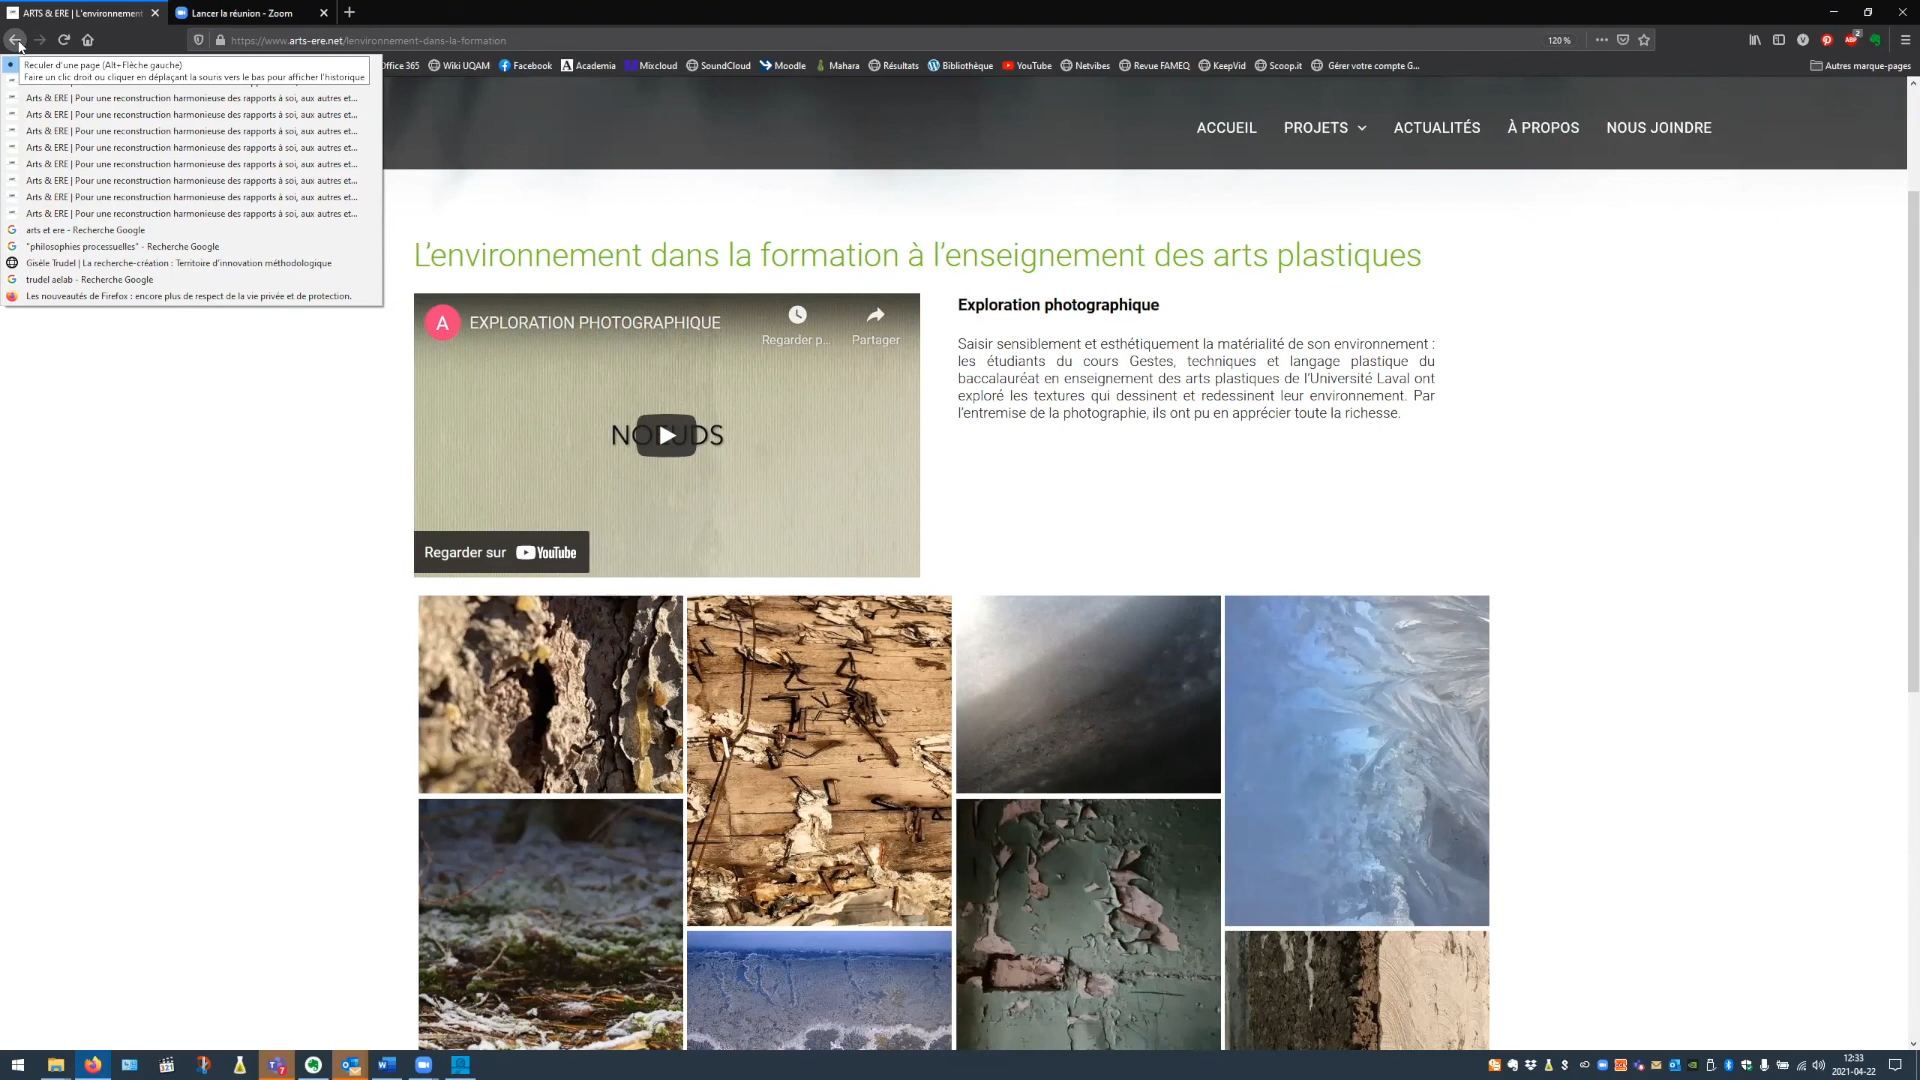 ARTS & ERE | L'environnement
Lancer la réunion - Zoom
https://www.arts-ere.net/lenvironnement-dans-la-formation
120 %
2
Office 365
Wiki UQAM
Facebook
Academia
Mixcloud
SoundCloud
Moodle
Mahara
Résultats
Bibliothèque
YouTube
Netvibes
Revue FAMEQ
KeepVid
Scoop.it
Gérer votre compte G...
Autres marque-pages
Reculer d'une page (Alt+Flèche gauche)
Faire un clic droit ou cliquer en déplaçant la souris vers le bas pour afficher l'historique
Arts & ERE | Pour une reconstruction harmonieuse des rapports à soi, aux autres et...
Arts & ERE | Pour une reconstruction harmonieuse des rapports à soi, aux autres et...
Arts & ERE | Pour une reconstruction harmonieuse des rapports à soi, aux autres et...
Arts & ERE | Pour une reconstruction harmonieuse des rapports à soi, aux autres et...
Arts & ERE | Pour une reconstruction harmonieuse des rapports à soi, aux autres et...
Arts & ERE | Pour une reconstruction harmonieuse des rapports à soi, aux autres et...
Arts & ERE | Pour une reconstruction harmonieuse des rapports à soi, aux autres et...
Arts & ERE | Pour une reconstruction harmonieuse des rapports à soi, aux autres et...
arts et ere - Recherche Google
"philosophies processuelles" - Recherche Google
Gisèle Trudel | La recherche-création : Territoire d'innovation méthodologique
trudel aelab - Recherche Google
Les nouveautés de Firefox : encore plus de respect de la vie privée et de protection.
ACCUEIL
PROJETS
ACTUALITÉS
À PROPOS
NOUS JOINDRE
L'environnement dans la formation à l'enseignement des arts plastiques
A
EXPLORATION PHOTOGRAPHIQUE
Regarder p...
Partager
Regarder sur YouTube
Exploration photographique
Saisir sensiblement et esthétiquement la matérialité de son environnement :
les étudiants du cours Gestes, techniques et langage plastique du
baccalauréat en enseignement des arts plastiques de l'Université Laval ont
exploré les textures qui dessinent et redessinent leur environnement. Par
l'entremise de la photographie, ils ont pu en apprécier toute la richesse.
12:33
2021-04-22